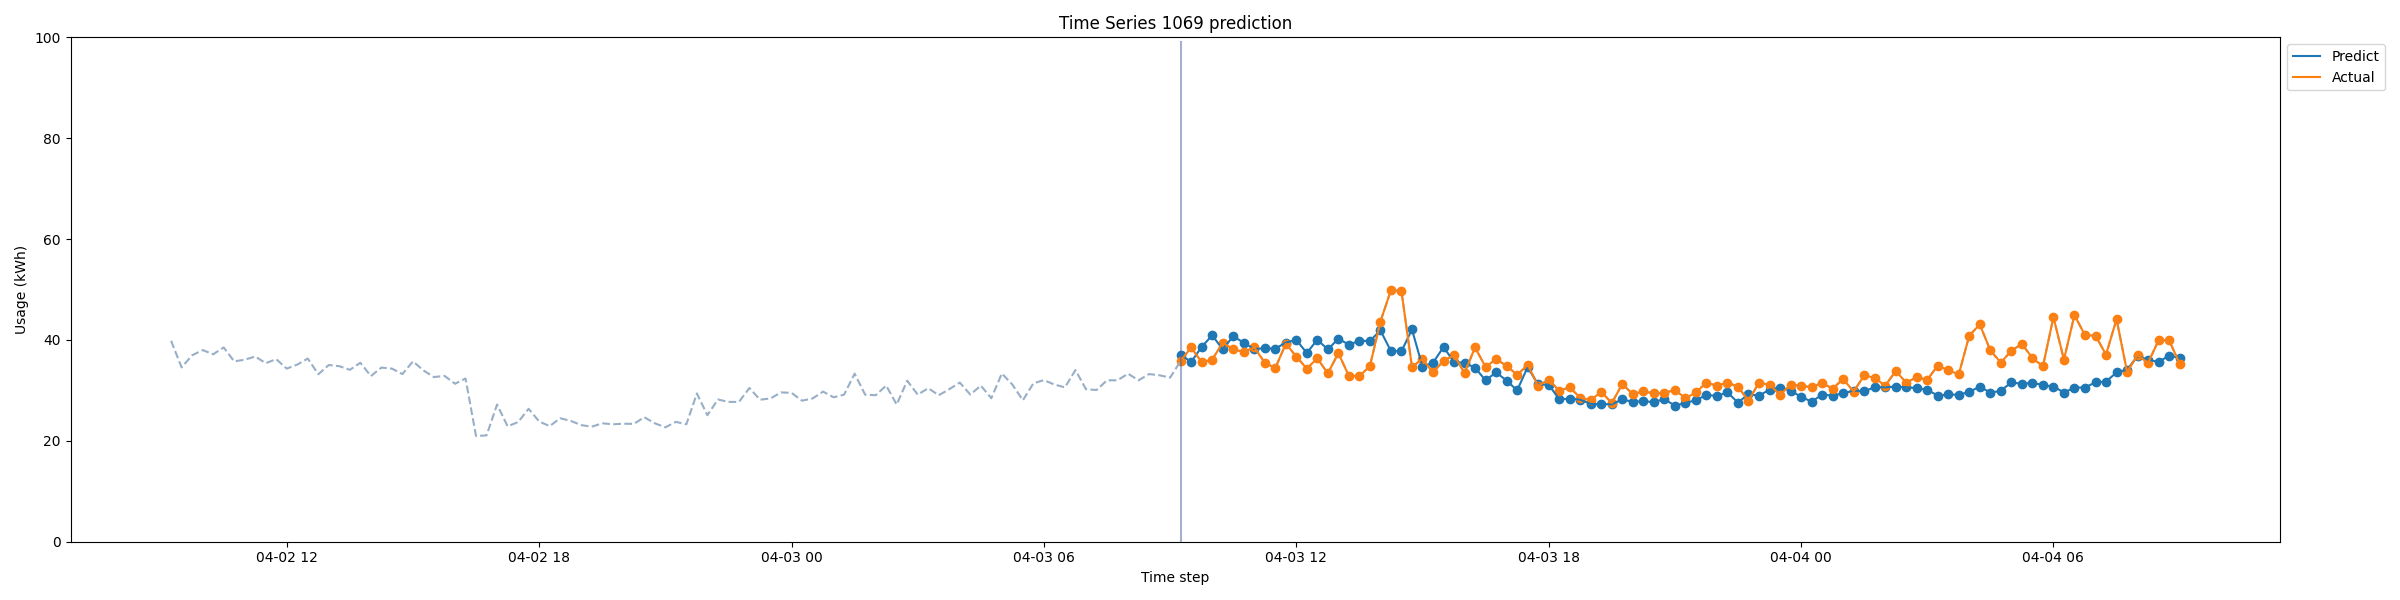 Time Series 1069 prediction
Predict
Actual
Usage (kWh)
100
80
60
40
20
0
04-02 12
04-02 18
04-03 00
04-03 06
04-03 12
04-03 18
04-04 00
04-04 06
Time step